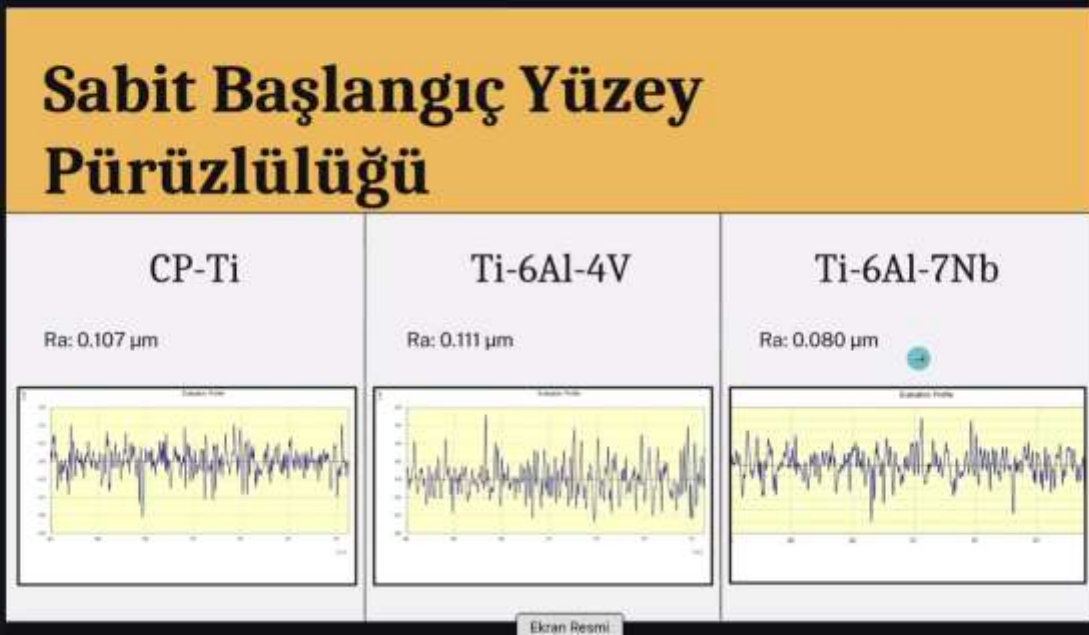 Sabit Başlangıç Yüzey
Pürüzlülüğü
CP-Ti
Ti-6Al-4V
Ti-6Al-7Nb
Ra: 0.107 µm
Ra: 0.111 µm
Ra: 0.080 µm
Ekran Resmi